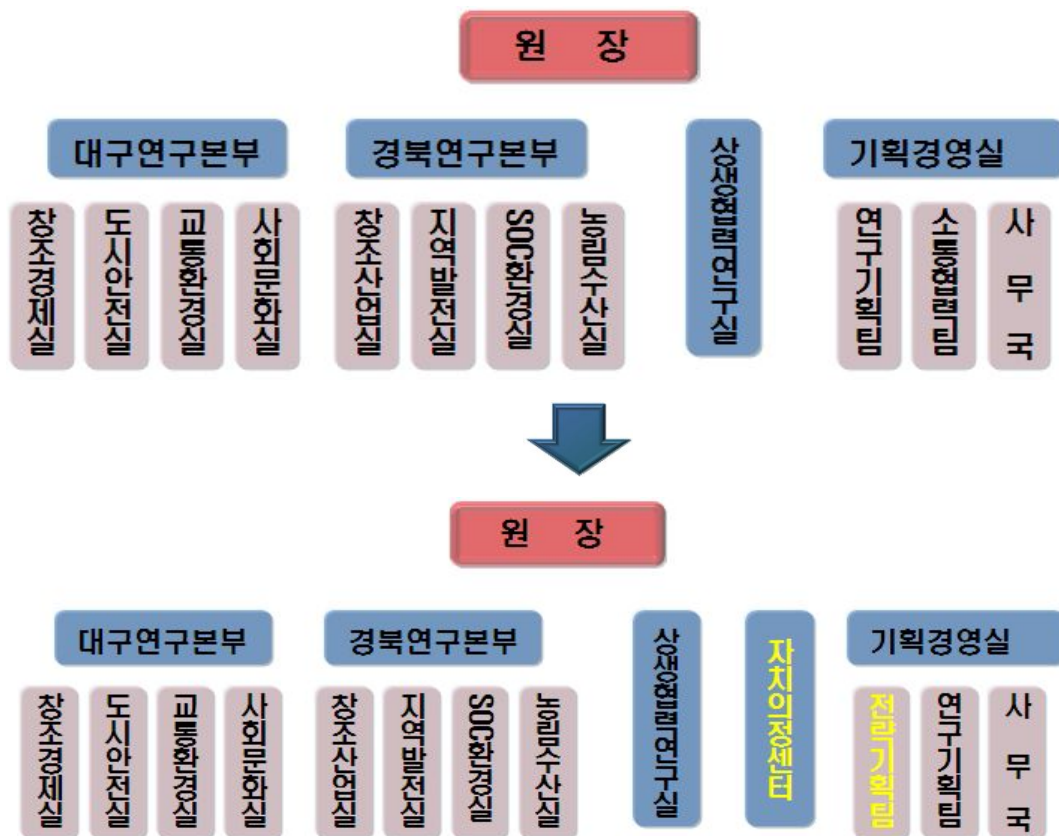 원 장
대구연구본부
경북연구본부
상생협력연구실
기획경영실
창조경제실
도시안전실
교통환경실
사회문화실
창조산업실
지역발전실
SOC환경실
농림수산실
연구기획팀
소통협력팀
사무국
원 장
대구연구본부
경북연구본부
상생협력연구실
자치의정센터
기획경영실
창조경제실
도시안전실
교통환경실
사회문화실
창조산업실
지역발전실
SOC환경실
농림수산실
전략기획팀
연구기획팀
사무국